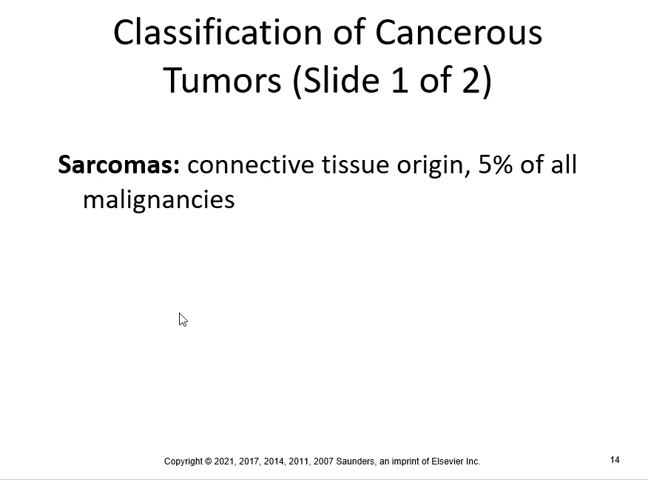 Classification of Cancerous
Tumors (Slide 1 of 2)
Sarcomas: connective tissue origin, 5% of all
malignancies
Copyright © 2021, 2017, 2014, 2011, 2007 Saunders, an imprint of Elsevier Inc.
14